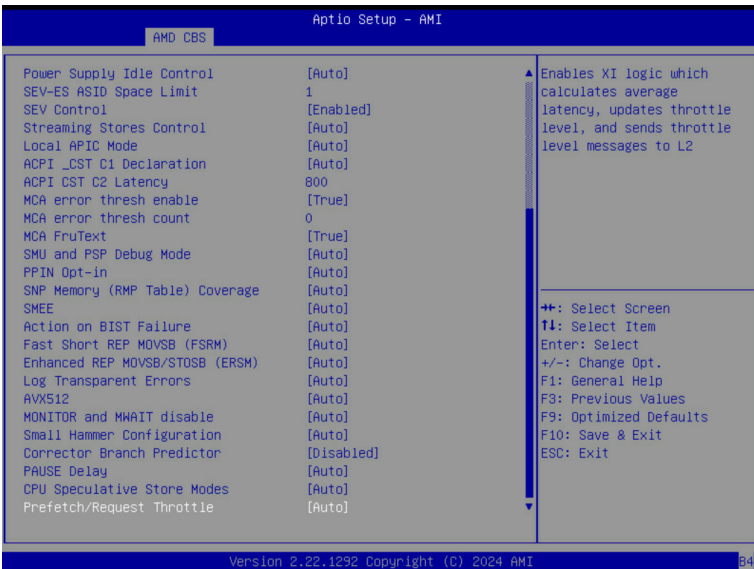 Aptio Setup – AMI
AMD CBS
Power Supply Idle Control [Auto]
SEV-ES ASID Space Limit 1
SEV Control [Enabled]
Streaming Stores Control [Auto]
Local APIC Mode [Auto]
ACPI _CST C1 Declaration [Auto]
ACPI CST C2 Latency 800
MCA error thresh enable [True]
MCA error thresh count 0
MCA FruText [True]
SMU and PSP Debug Mode [Auto]
PPIN Opt-in [Auto]
SNP Memory (RMP Table) Coverage [Auto]
SMEE [Auto]
Action on BIST Failure [Auto]
Fast Short REP MOVSB (FSRM) [Auto]
Enhanced REP MOVSB/STOSB (ERSM) [Auto]
Log Transparent Errors [Auto]
AVX512 [Auto]
MONITOR and MWAIT disable [Auto]
Small Hammer Configuration [Auto]
Corrector Branch Predictor [Disabled]
PAUSE Delay [Auto]
CPU Speculative Store Modes [Auto]
Prefetch/Request Throttle [Auto]
Enables XI logic which
calculates average
latency, updates throttle
level, and sends throttle
level messages to L2
→←: Select Screen
↑↓: Select Item
Enter: Select
+/-: Change Opt.
F1: General Help
F3: Previous Values
F9: Optimized Defaults
F10: Save & Exit
ESC: Exit
Version 2.22.1292 Copyright (C) 2024 AMI
B4